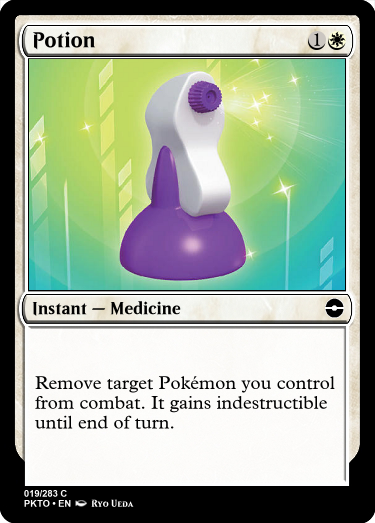 Potion 1
Instant — Medicine
Remove target Pokémon you control
from combat. It gains indestructible
until end of turn.
019/283 C
PKTO • EN Ryo Ueda